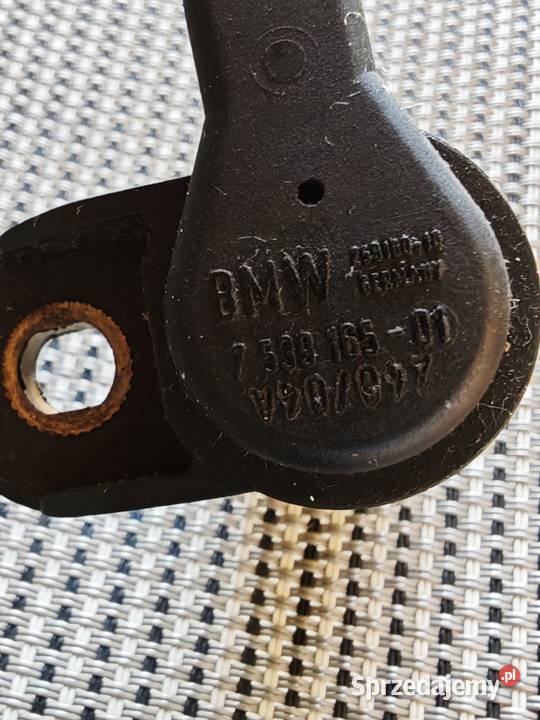 BMW
GERMANY
7 539 165-01
Sprzedajemy.pl